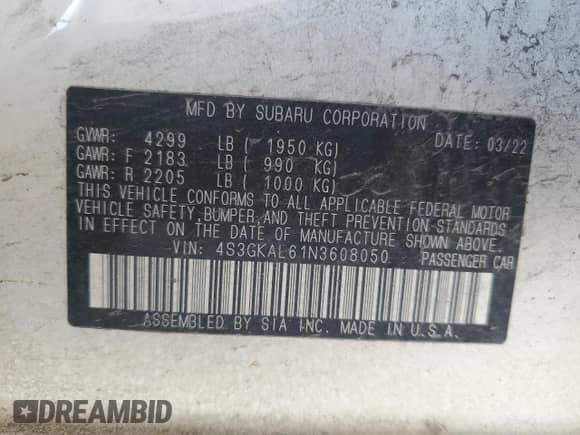 MFD BY SUBARU CORPORATION
GVWR: 4299 LB ( 1950 KG) DATE: 03/22
GAWR: F 2183 LB ( 990 KG)
GAWR: R 2205 LB ( 1000 KG)
THIS VEHICLE CONFORMS TO ALL APPLICABLE FEDERAL MOTOR
VEHICLE SAFETY, BUMPER, AND THEFT PREVENTION STANDARDS
IN EFFECT ON THE DATE OF MANUFACTURE SHOWN ABOVE.
VIN: 4S3GKAL61N3608050 PASSENGER CAR
ASSEMBLED BY SIA INC. MADE IN U.S.A.
DREAMBID